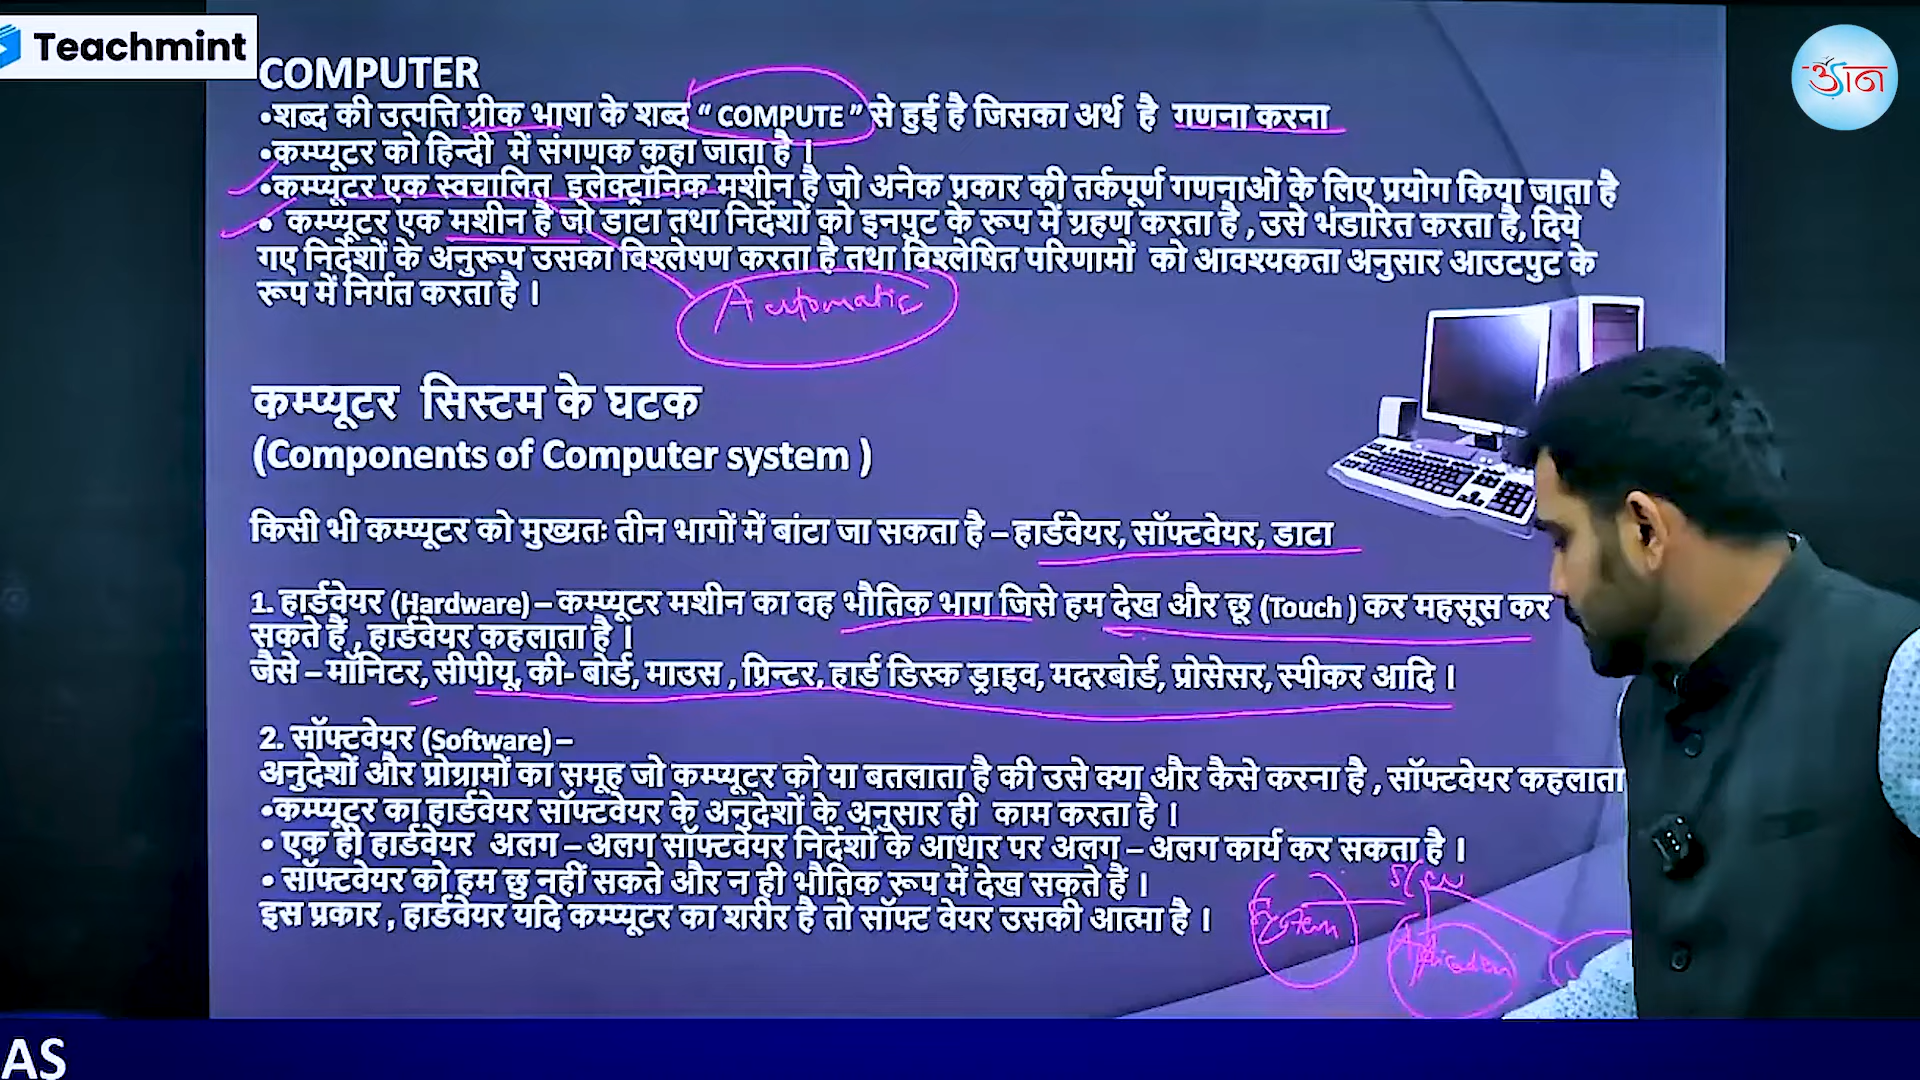 Teachmint
उड़ान
COMPUTER
•शब्द की उत्पत्ति ग्रीक भाषा के शब्द “ COMPUTE ” से हुई है जिसका अर्थ है गणना करना
•कम्प्यूटर को हिन्दी में संगणक कहा जाता है ।
•कम्प्यूटर एक स्वचालित इलेक्ट्रॉनिक मशीन है जो अनेक प्रकार की तर्कपूर्ण गणनाओं के लिए प्रयोग किया जाता है
• कम्प्यूटर एक मशीन है जो डाटा तथा निर्देशों को इनपुट के रूप में ग्रहण करता है , उसे भंडारित करता है, दिये
गए निर्देशों के अनुरूप उसका विश्लेषण करता है तथा विश्लेषित परिणामों को आवश्यकता अनुसार आउटपुट के
रूप में निर्गत करता है ।
Automatic
कम्प्यूटर सिस्टम के घटक
(Components of Computer system )
किसी भी कम्प्यूटर को मुख्यतः तीन भागों में बांटा जा सकता है – हार्डवेयर, सॉफ्टवेयर, डाटा
1. हार्डवेयर (Hardware) – कम्प्यूटर मशीन का वह भौतिक भाग जिसे हम देख और छू (Touch ) कर महसूस कर
सकते हैं , हार्डवेयर कहलाता है ।
जैसे – मॉनिटर, सीपीयू, की- बोर्ड, माउस , प्रिन्टर, हार्ड डिस्क ड्राइव, मदरबोर्ड, प्रोसेसर, स्पीकर आदि ।
2. सॉफ्टवेयर (Software) –
अनुदेशों और प्रोग्रामों का समूह जो कम्प्यूटर को या बतलाता है की उसे क्या और कैसे करना है , सॉफ्टवेयर कहलाता
•कम्प्यूटर का हार्डवेयर सॉफ्टवेयर के अनुदेशों के अनुसार ही काम करता है ।
• एक ही हार्डवेयर अलग – अलग सॉफ्टवेयर निर्देशों के आधार पर अलग – अलग कार्य कर सकता है ।
• सॉफ्टवेयर को हम छु नहीं सकते और न ही भौतिक रूप में देख सकते हैं ।
इस प्रकार , हार्डवेयर यदि कम्प्यूटर का शरीर है तो सॉफ्ट वेयर उसकी आत्मा है ।
System
Application
AS